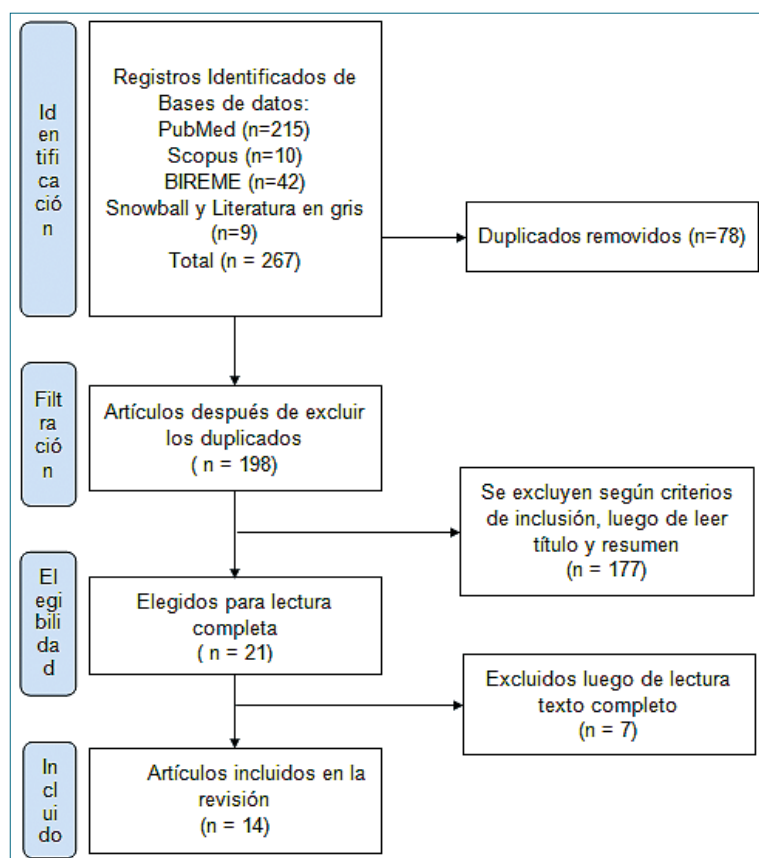 Id
en
tifi
ca
ció
n
Registros Identificados de
Bases de datos:
PubMed (n=215)
Scopus (n=10)
BIREME (n=42)
Snowball y Literatura en gris
(n=9)
Total (n = 267)
Duplicados removidos (n=78)
Filt
ra
ció
n
Artículos después de excluir
los duplicados
( n = 198)
Se excluyen según criterios
de inclusión, luego de leer
título y resumen
(n = 177)
El
egi
bili
da
d
Elegidos para lectura
completa
( n = 21)
Excluidos luego de lectura
texto completo
(n = 7)
In
cl
ui
do
Artículos incluidos en la
revisión
(n = 14)